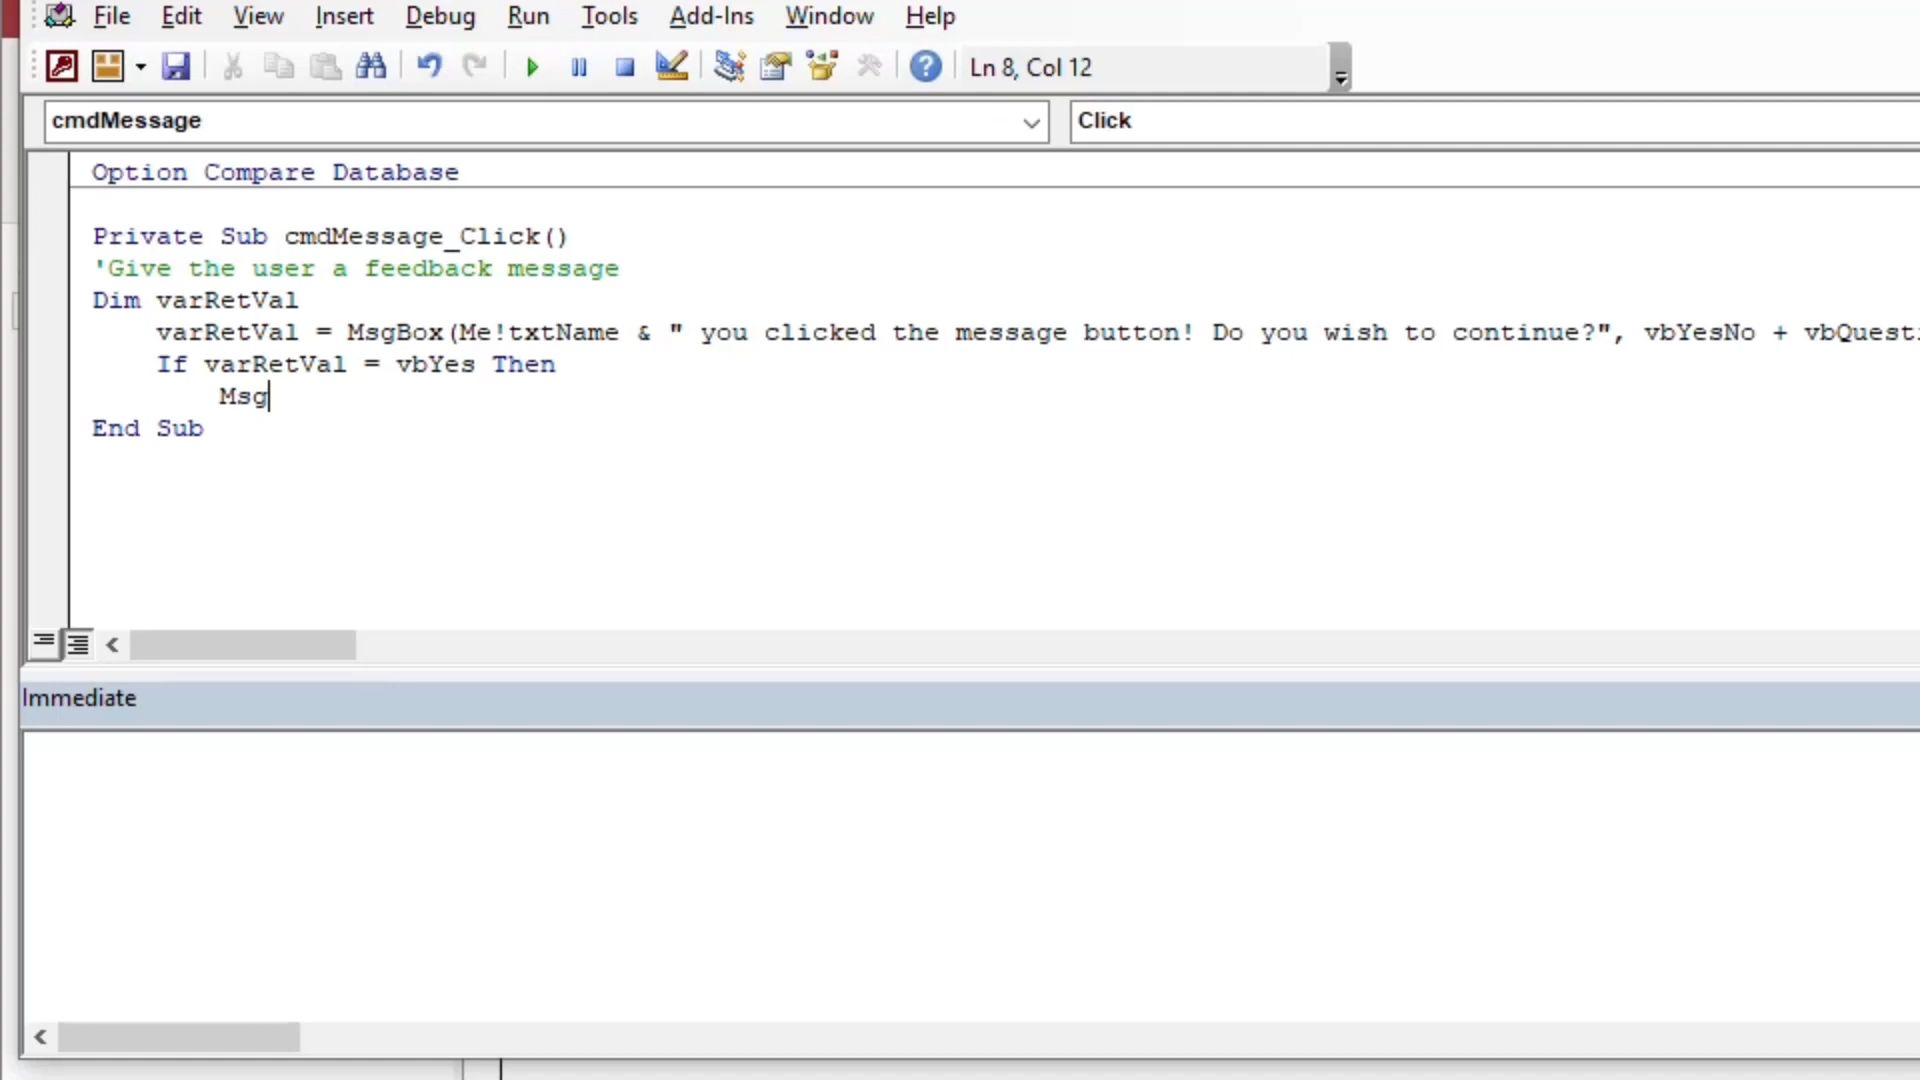 File Edit View Insert Debug Run Tools Add-Ins Window Help
Ln 8, Col 12
cmdMessage Click
Option Compare Database
Private Sub cmdMessage_Click()
'Give the user a feedback message
Dim varRetVal
varRetVal = MsgBox(Me!txtName & " you clicked the message button! Do you wish to continue?", vbYesNo + vbQuesti
If varRetVal = vbYes Then
Msg
End Sub
Immediate